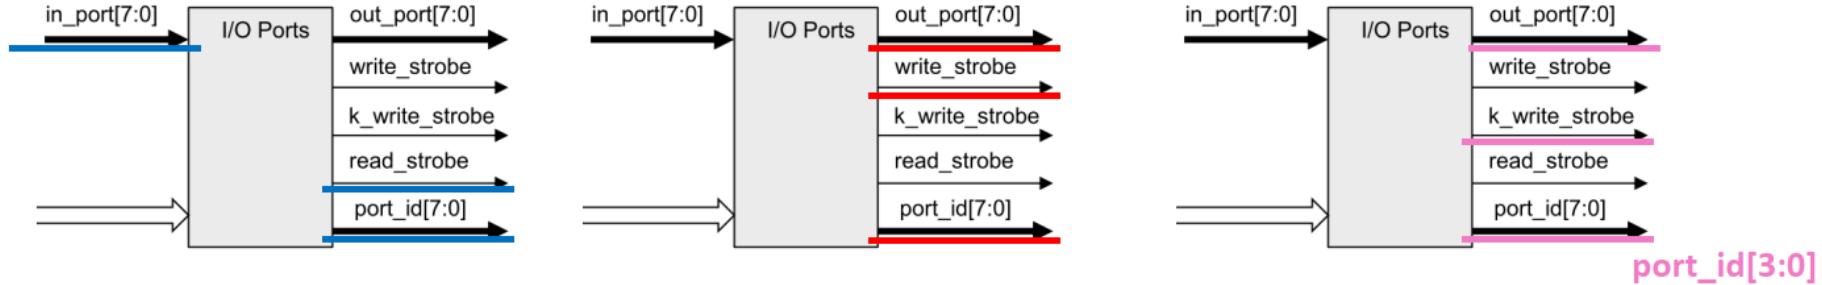 in_port[7:0]
I/O Ports
out_port[7:0]
write_strobe
k_write_strobe
read_strobe
port_id[7:0]
in_port[7:0]
I/O Ports
out_port[7:0]
write_strobe
k_write_strobe
read_strobe
port_id[7:0]
in_port[7:0]
I/O Ports
out_port[7:0]
write_strobe
k_write_strobe
read_strobe
port_id[7:0]
port_id[3:0]